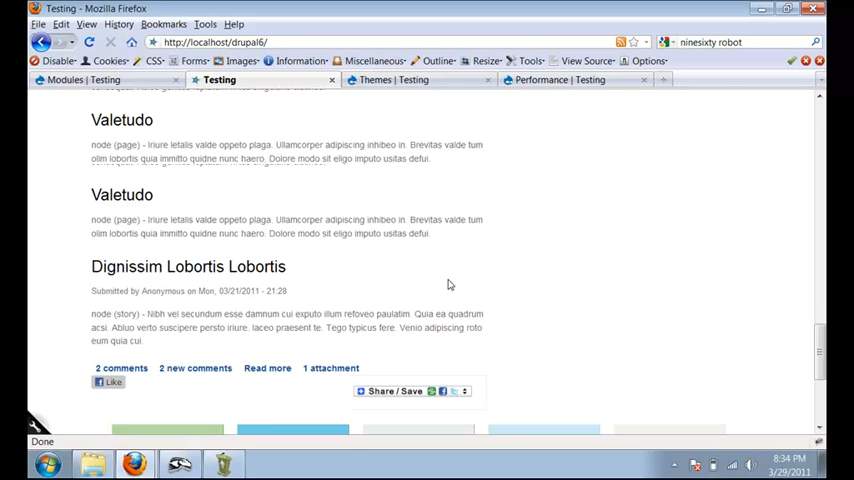 Testing - Mozilla Firefox
File Edit View History Bookmarks Tools Help
http://localhost/drupal6/
ninesixty robot
Disable Cookies CSS Forms Images Information Miscellaneous Outline Resize Tools View Source Options
Modules | Testing
Testing
Themes | Testing
Performance | Testing
Valetudo
node (page) - Iriure letalis valde oppeto plaga. Ullamcorper adipiscing inhibeo in. Brevitas valde tum
olim lobortis quia immitto quidne nunc haero. Dolore modo sit eligo imputo usitas defui.
Valetudo
node (page) - Iriure letalis valde oppeto plaga. Ullamcorper adipiscing inhibeo in. Brevitas valde tum
olim lobortis quia immitto quidne nunc haero. Dolore modo sit eligo imputo usitas defui.
Dignissim Lobortis Lobortis
Submitted by Anonymous on Mon, 03/21/2011 - 21:28
node (story) - Nibh vel secundum esse damnum cui exputo illum refoveo paulatim. Quia ea quadrum
acsi. Abluo verto suscipere persto iriure. Iaceo praesent te. Tego typicus fere. Venio adipiscing roto
eum quia cui.
2 comments 2 new comments Read more 1 attachment
Like
Share / Save
Done
8:34 PM
3/29/2011